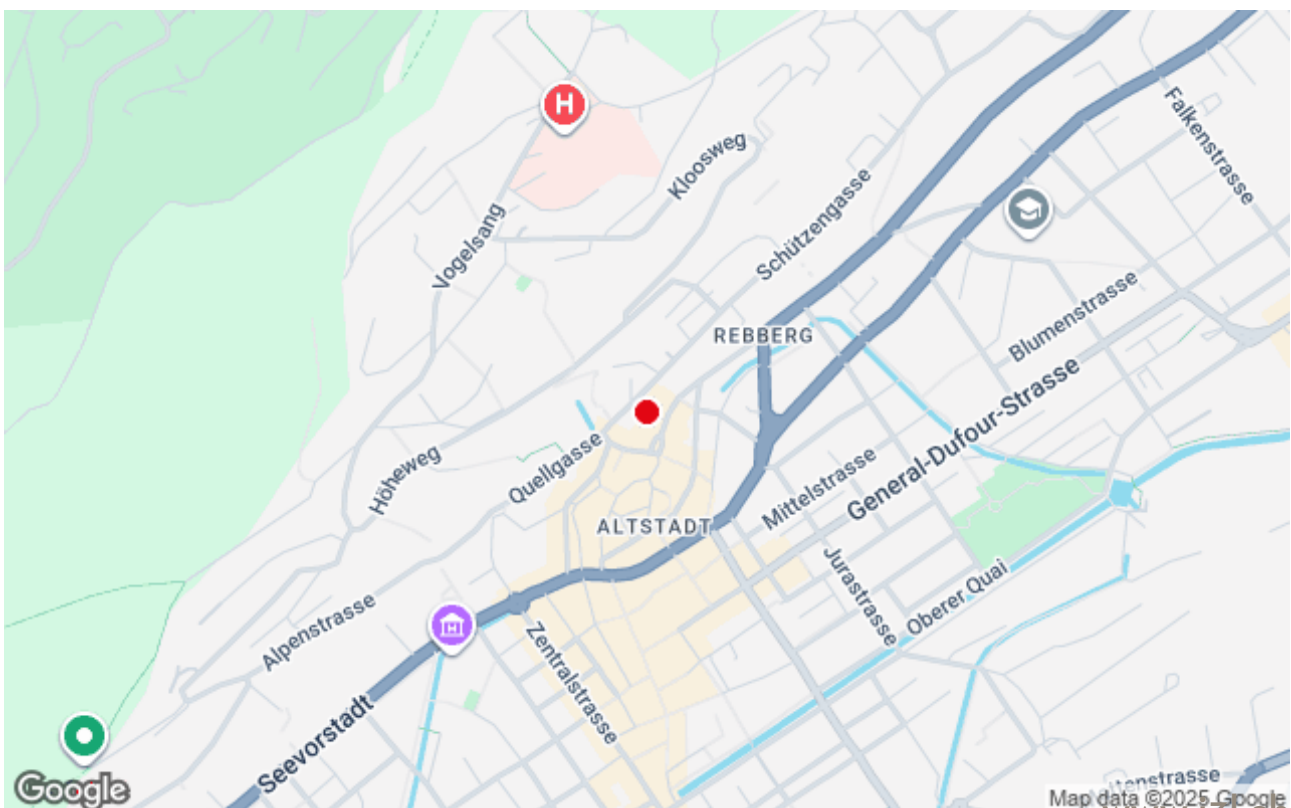 H
Kloosweg
Falkenstrasse
Vogelsang
Schützengasse
Blumenstrasse
REBBERG
General-Dufour-Strasse
Höheweg
Quellgasse
Mittelstrasse
ALTSTADT
Jurastrasse
Oberer Quai
Alpenstrasse
H
Zentralstrasse
Seevorstadt
Google
Map data ©2025 Google